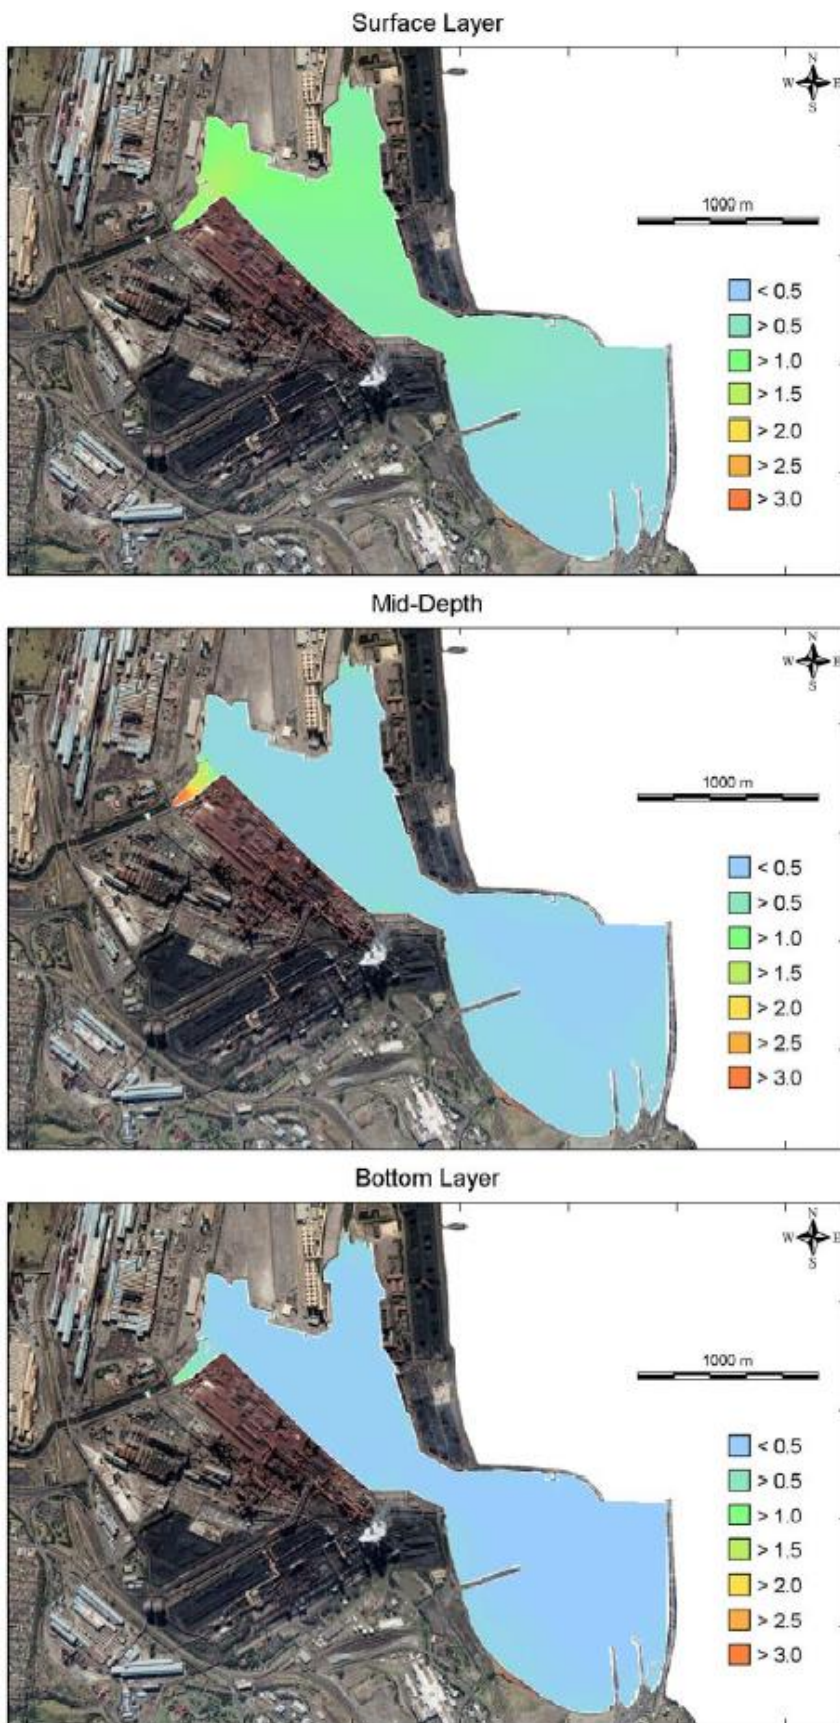 Surface Layer
N
W E
S
1000 m
< 0.5
> 0.5
> 1.0
> 1.5
> 2.0
> 2.5
> 3.0
Mid-Depth
N
W E
S
1000 m
< 0.5
> 0.5
> 1.0
> 1.5
> 2.0
> 2.5
> 3.0
Bottom Layer
N
W E
S
1000 m
< 0.5
> 0.5
> 1.0
> 1.5
> 2.0
> 2.5
> 3.0